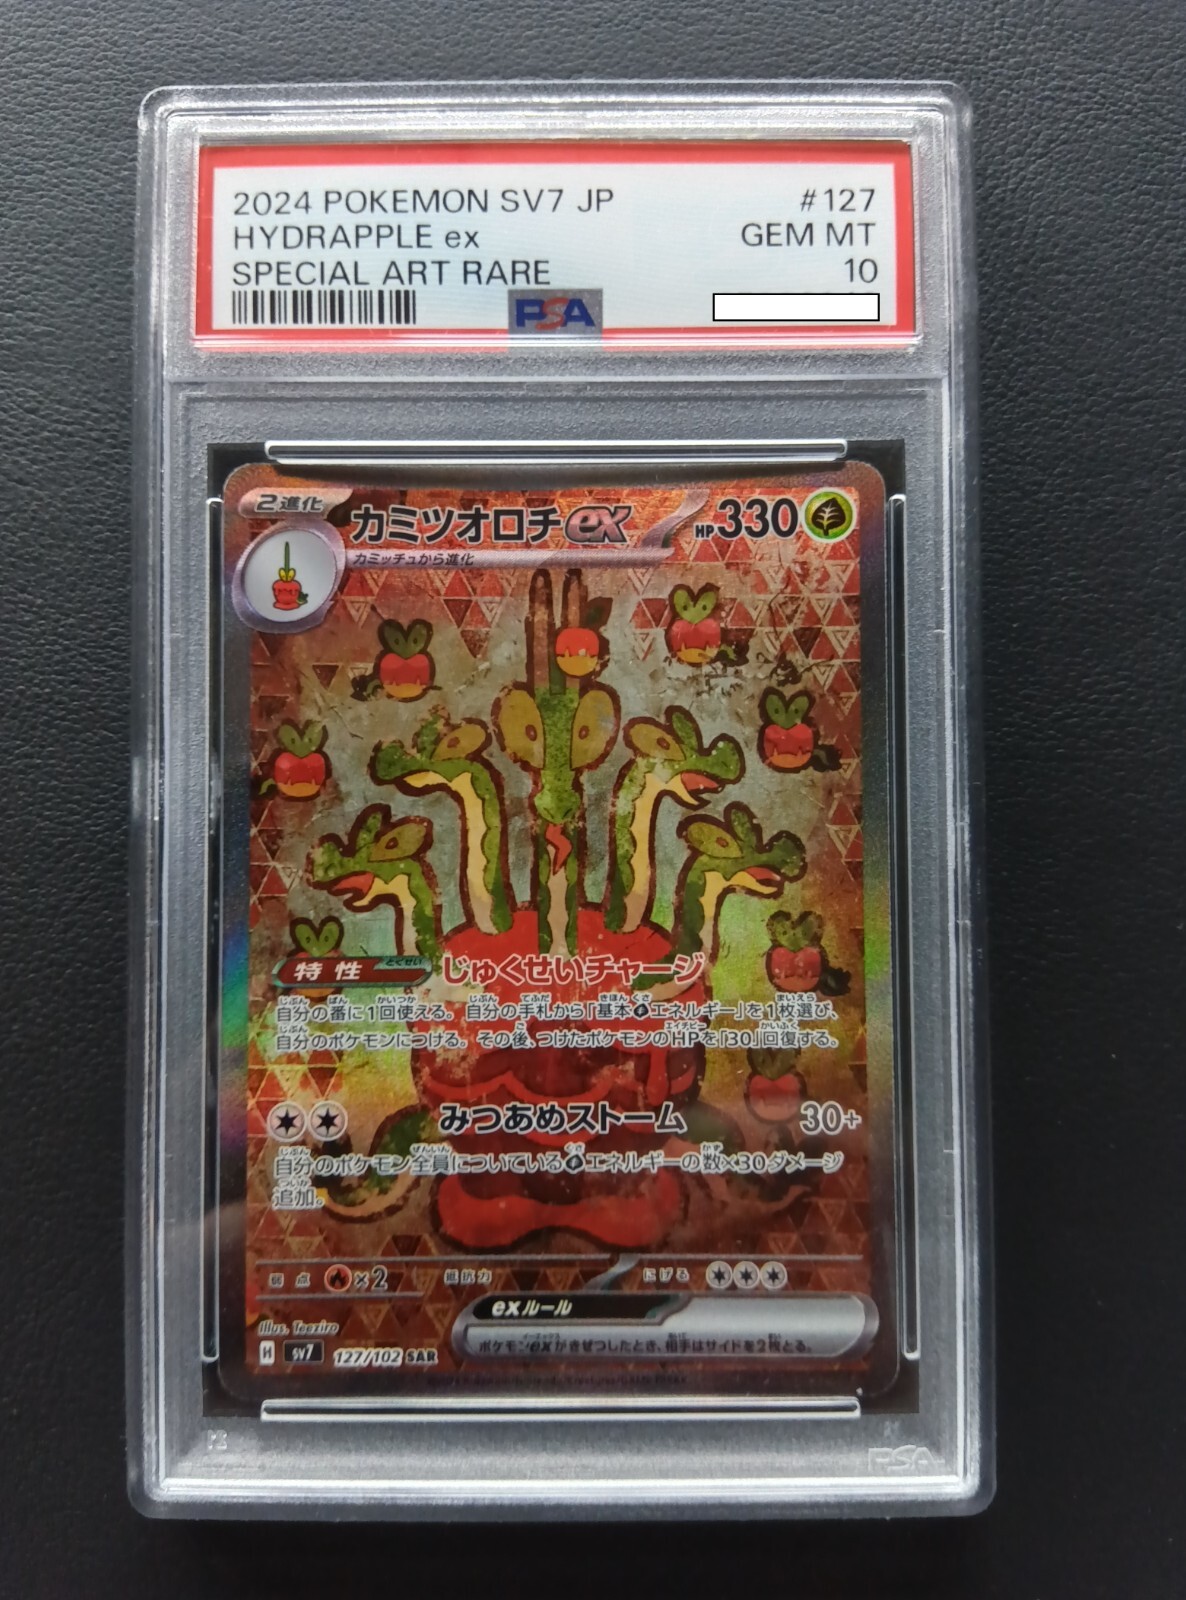 2024 POKEMON SV7 JP #127
HYDRAPPLE ex GEM MT
SPECIAL ART RARE 10
PSA
2進化
カミツオロチex HP330
カミッチュから進化
特性 とくせい じゅくせいチャージ
自分の番に1回使える。自分の手札から「基本エネルギー」を1枚選び、
自分のポケモンにつける。その後、つけたポケモンのHPを「30」回復する。
みつあめストーム 30+
自分のポケモン全員についているエネルギーの数×30ダメージ
追加。
弱点 ×2 抵抗力 にげる
exルール
ポケモンexがきぜつしたとき、相手はサイドを2枚とる。
Illus. Teeziro
H sv7 127/102 SAR
PSA